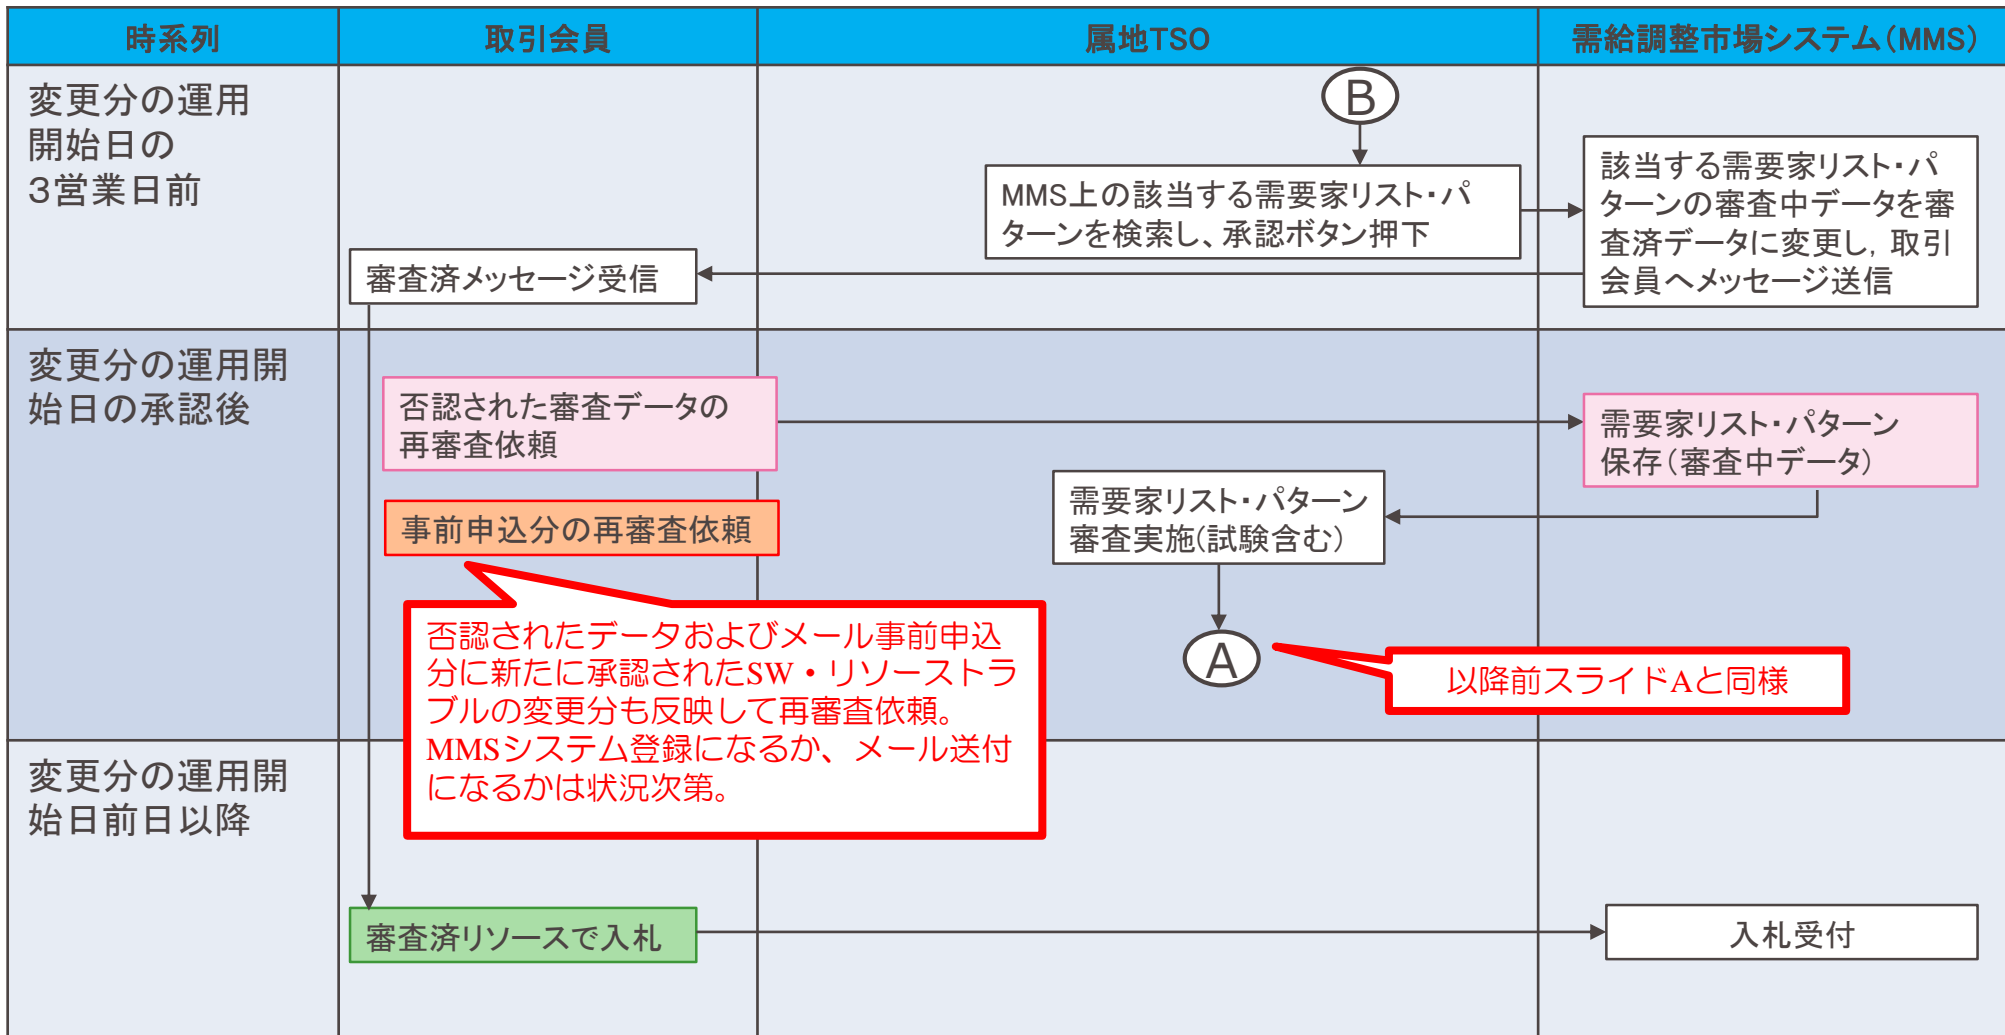 時系列
取引会員
属地TSO
需給調整市場システム（MMS）
変更分の運用
開始日の
３営業日前
B
MMS上の該当する需要家リスト・パ
ターンを検索し、承認ボタン押下
該当する需要家リスト・パ
ターンの審査中データを審
査済データに変更し，取引
会員へメッセージ送信
審査済メッセージ受信
変更分の運用開
始日の承認後
否認された審査データの
再審査依頼
需要家リスト・パターン
保存（審査中データ）
事前申込分の再審査依頼
需要家リスト・パターン
審査実施(試験含む）
否認されたデータおよびメール事前申込
分に新たに承認されたSW・リソーストラ
ブルの変更分も反映して再審査依頼。
MMSシステム登録になるか、メール送付
になるかは状況次第。
A
以降前スライドAと同様
変更分の運用開
始日前日以降
審査済リソースで入札
入札受付